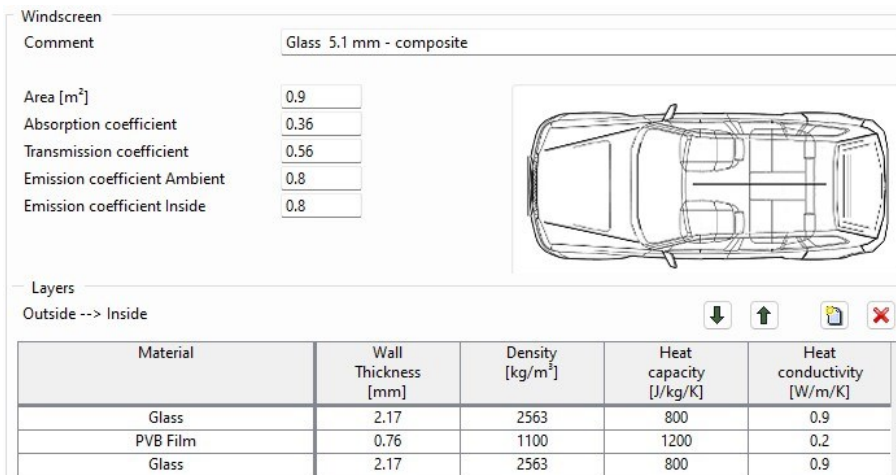 Windscreen
Comment Glass 5.1 mm - composite
Area [m²] 0.9
Absorption coefficient 0.36
Transmission coefficient 0.56
Emission coefficient Ambient 0.8
Emission coefficient Inside 0.8
Layers
Outside --> Inside
Material Wall Density Heat Heat
Thickness [kg/m³] capacity conductivity
[mm] [J/kg/K] [W/m/K]
Glass 2.17 2563 800 0.9
PVB Film 0.76 1100 1200 0.2
Glass 2.17 2563 800 0.9